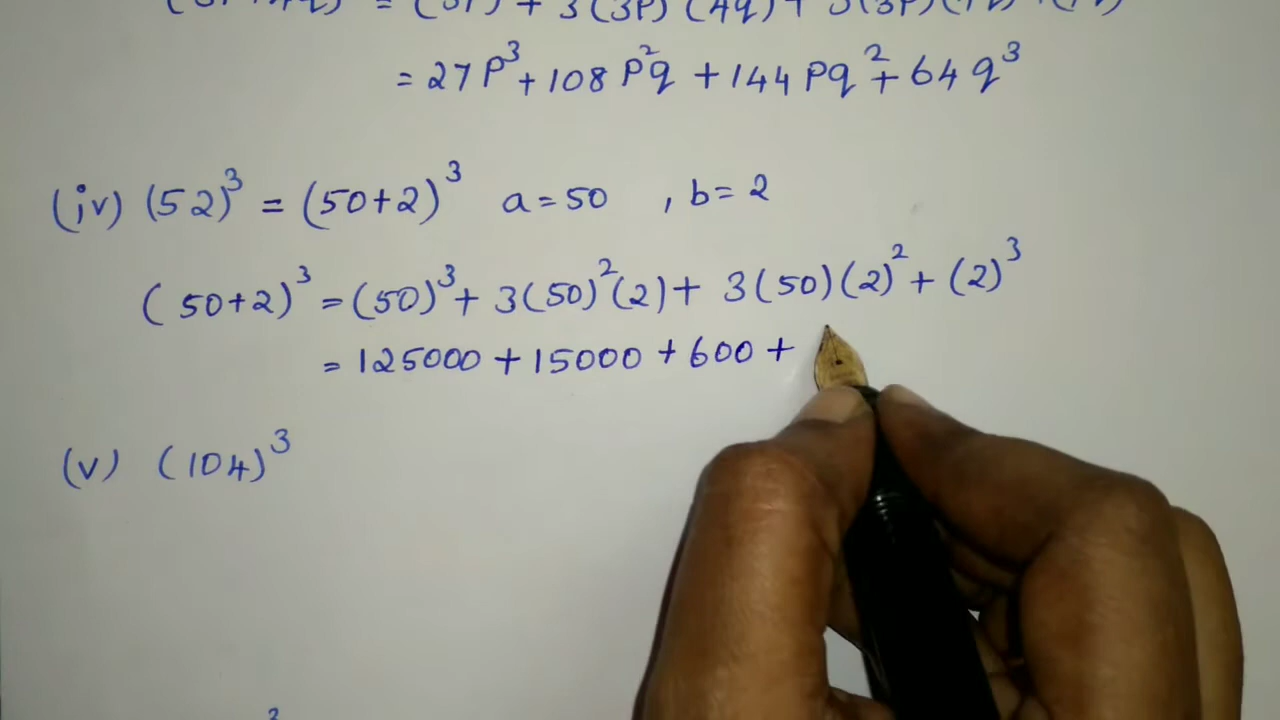 = 27p³ + 108p²q + 144pq² + 64q³
(iv) (52)³ = (50+2)³ a = 50 , b = 2
(50+2)³ = (50)³ + 3(50)²(2) + 3(50)(2)² + (2)³
= 125000 + 15000 + 600 +
(v) (104)³